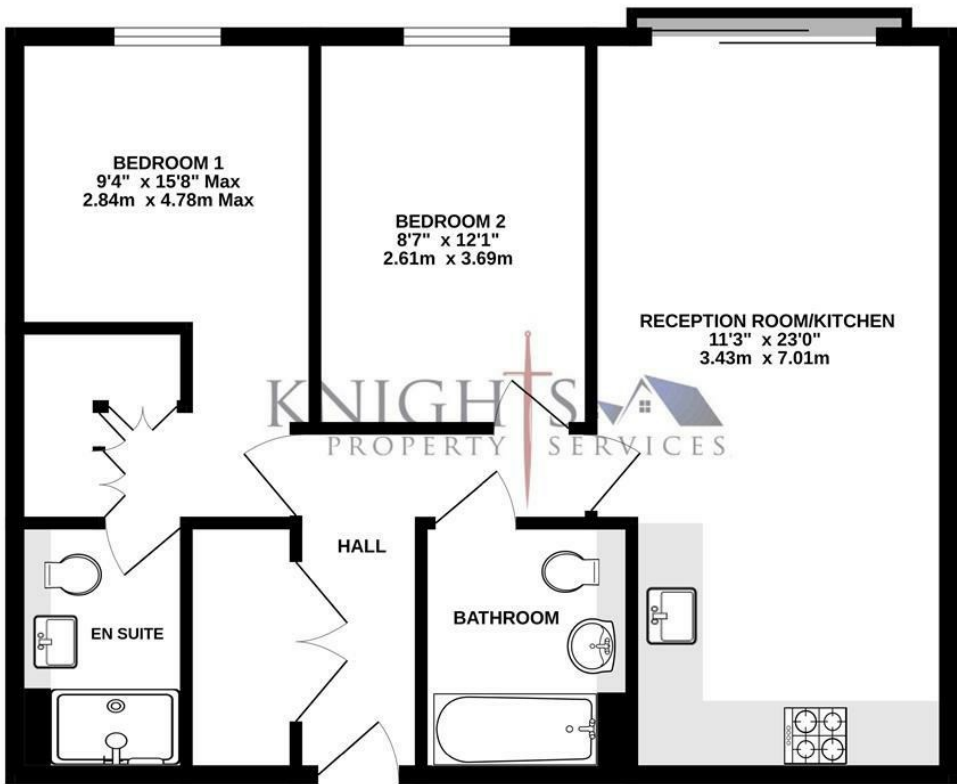 BEDROOM 1
9'4" x 15'8" Max
2.84m x 4.78m Max
BEDROOM 2
8'7" x 12'1"
2.61m x 3.69m
RECEPTION ROOM/KITCHEN
11'3" x 23'0"
3.43m x 7.01m
KNIGHTS
PROPERTY SERVICES
HALL
BATHROOM
EN SUITE